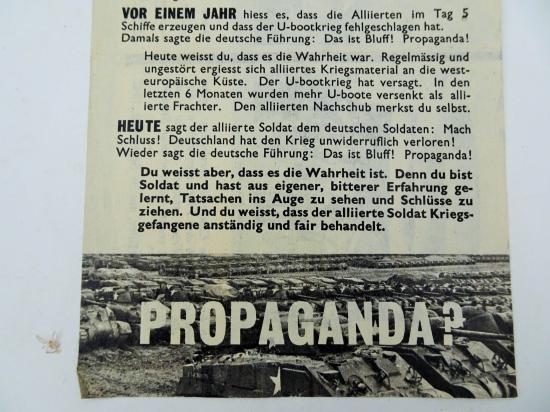 VOR EINEM JAHR hiess es, dass die Alliierten im Tag 5
Schiffe erzeugen und dass der U-bootkrieg fehlgeschlagen hat.
Damals sagte die deutsche Führung: Das ist Bluff! Propaganda!
Heute weisst du, dass es die Wahrheit war. Regelmässig und
ungestört ergiesst sich alliiertes Kriegsmaterial an die west-
europäische Küste. Der U-bootkrieg hat versagt. In den
letzten 6 Monaten wurden mehr U-boote versenkt als alli-
ierte Frachter. Den alliierten Nachschub merkst du selbst.
HEUTE sagt der alliierte Soldat dem deutschen Soldaten: Mach
Schluss! Deutschland hat den Krieg unwiderruflich verloren!
Wieder sagt die deutsche Führung: Das ist Bluff! Propaganda!
Du weisst aber, dass es die Wahrheit ist. Denn du bist
Soldat und hast aus eigener, bitterer Erfahrung ge-
lernt, Tatsachen ins Auge zu sehen und Schlüsse zu
ziehen. Und du weisst, dass der alliierte Soldat Kriegs-
gefangene anständig und fair behandelt.
PROPAGANDA?